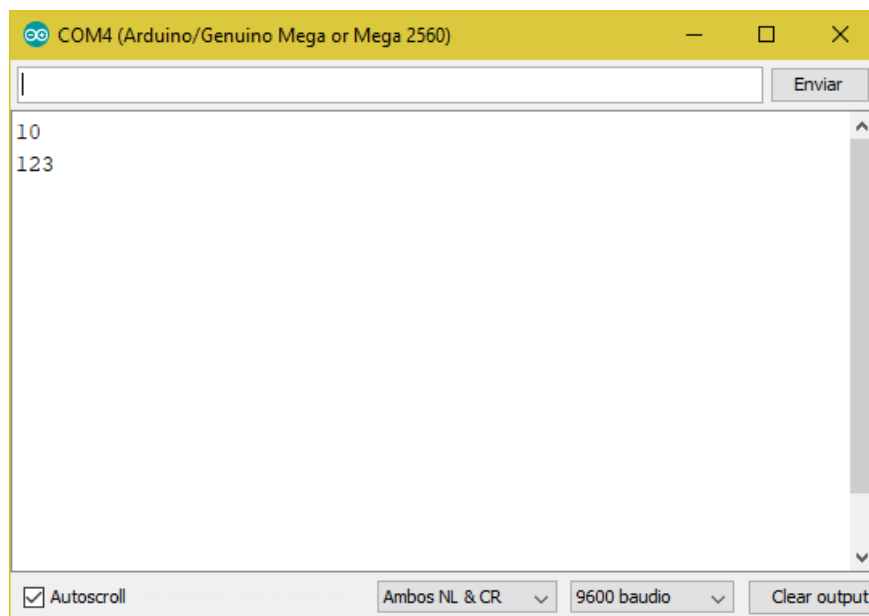 COM4 (Arduino/Genuino Mega or Mega 2560)
Enviar
10
123
Autoscroll
Ambos NL & CR
9600 baudio
Clear output